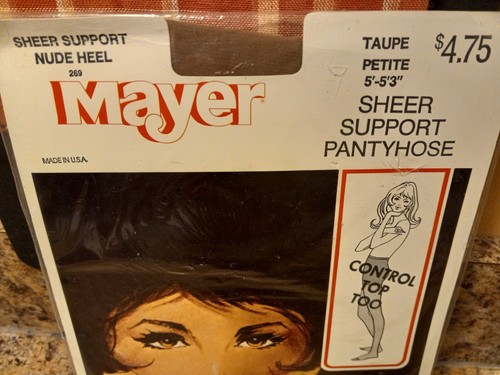 SHEER SUPPORT
NUDE HEEL
269
Mayer
MADE IN U.S.A.
TAUPE
PETITE
5'-5'3"
$4.75
SHEER
SUPPORT
PANTYHOSE
CONTROL
TOP
TOO